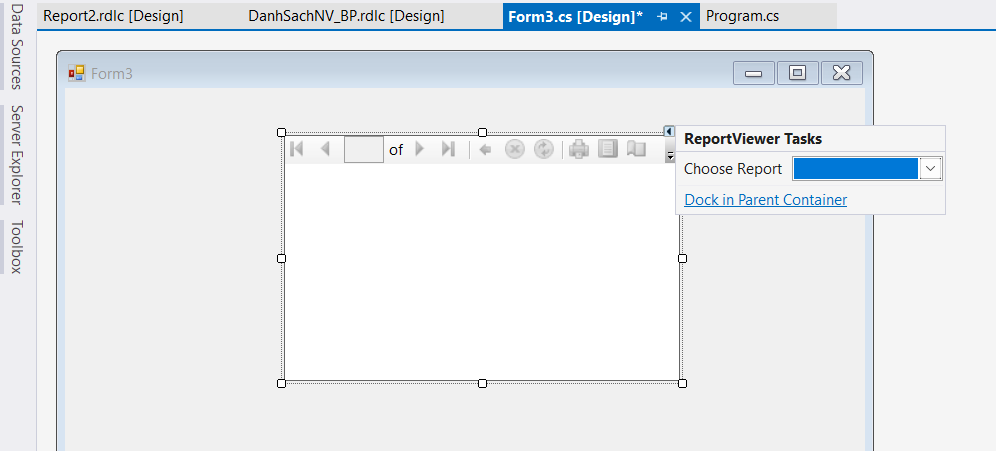 Report2.rdlc [Design]
DanhSachNV_BP.rdlc [Design]
Form3.cs [Design]*
Program.cs
Data Sources
Server Explorer
Toolbox
Form3
of
ReportViewer Tasks
Choose Report
Dock in Parent Container